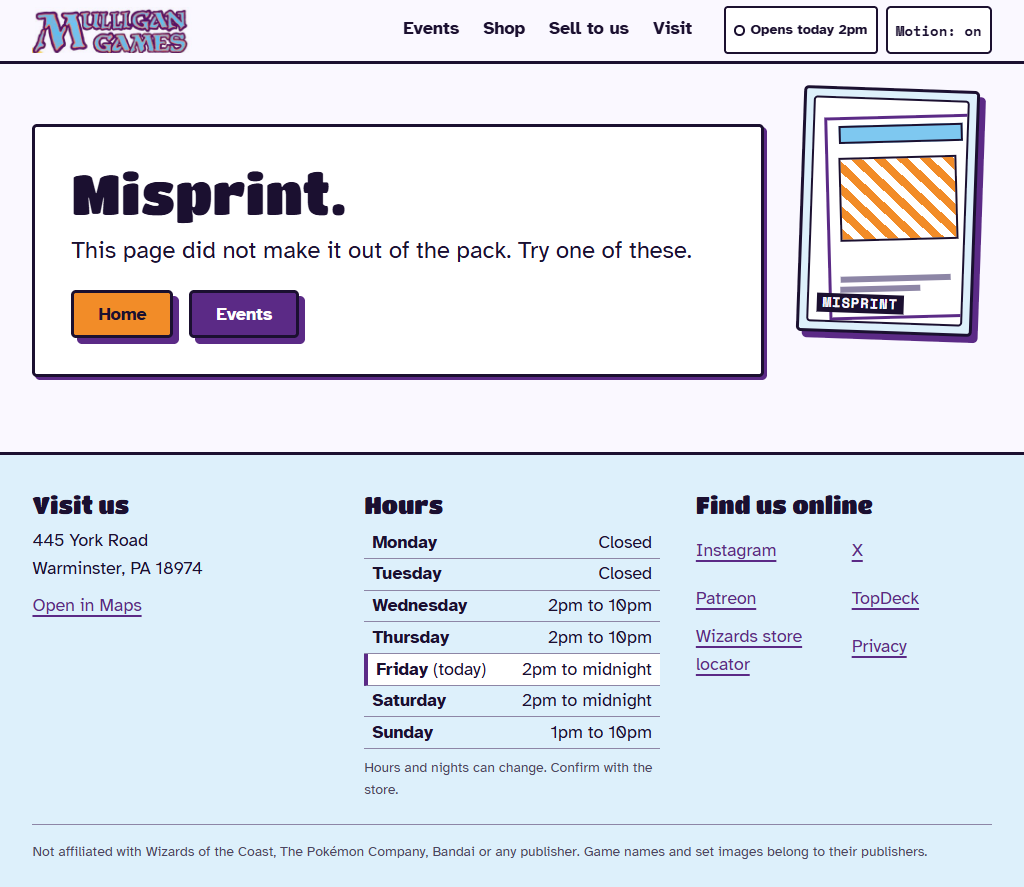 MULLIGAN GAMES
Events Shop Sell to us Visit
Opens today 2pm
Motion: on
Misprint.
This page did not make it out of the pack. Try one of these.
Home
Events
MISPRINT
Visit us
445 York Road
Warminster, PA 18974
Open in Maps
Hours
Monday Closed
Tuesday Closed
Wednesday 2pm to 10pm
Thursday 2pm to 10pm
Friday (today) 2pm to midnight
Saturday 2pm to midnight
Sunday 1pm to 10pm
Hours and nights can change. Confirm with the
store.
Find us online
Instagram X
Patreon TopDeck
Wizards store
locator
Privacy
Not affiliated with Wizards of the Coast, The Pokémon Company, Bandai or any publisher. Game names and set images belong to their publishers.